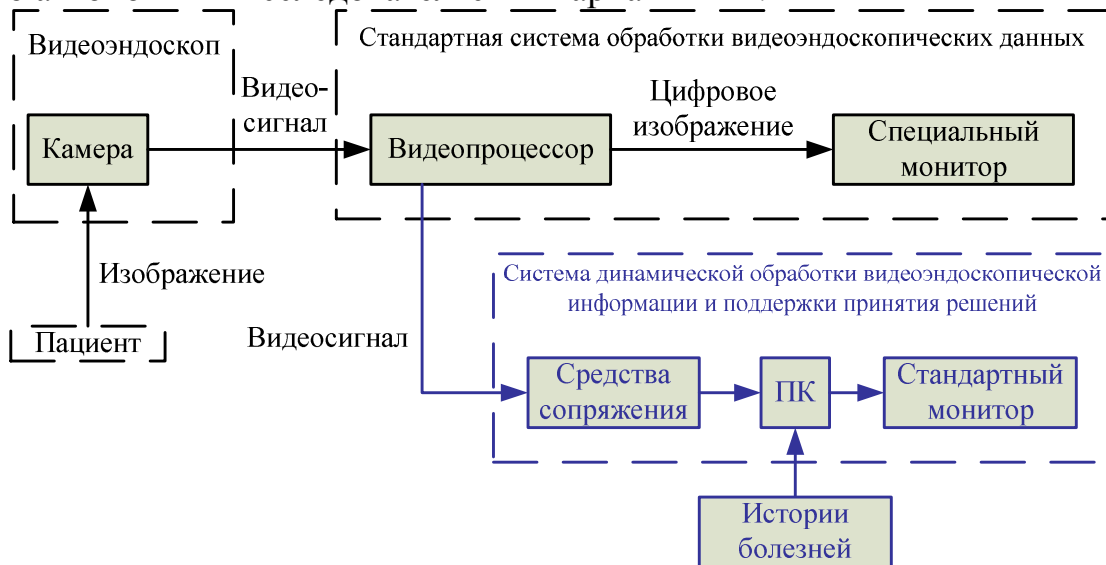 Видеоэндоскоп
Стандартная система обработки видеоэндоскопических данных
Видео-
сигнал
Цифровое
изображение
Камера
Видеопроцессор
Специальный
монитор
Изображение
Пациент
Система динамической обработки видеоэндоскопической
информации и поддержки принятия решений
Видеосигнал
Средства
сопряжения
ПК
Стандартный
монитор
Истории
болезней